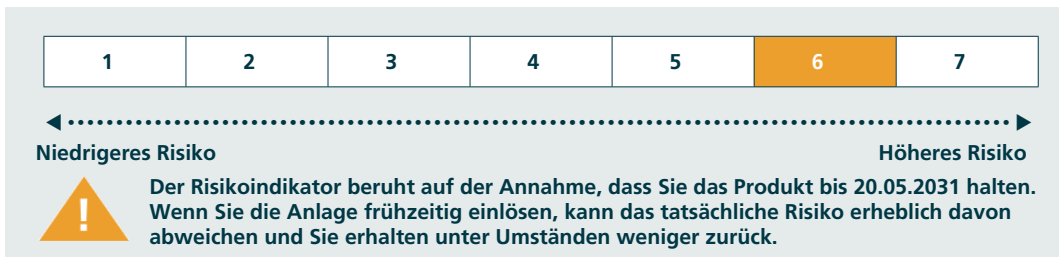 1 2 3 4 5 6 7
Niedrigeres Risiko Höheres Risiko
Der Risikoindikator beruht auf der Annahme, dass Sie das Produkt bis 20.05.2031 halten.
Wenn Sie die Anlage frühzeitig einlösen, kann das tatsächliche Risiko erheblich davon
abweichen und Sie erhalten unter Umständen weniger zurück.